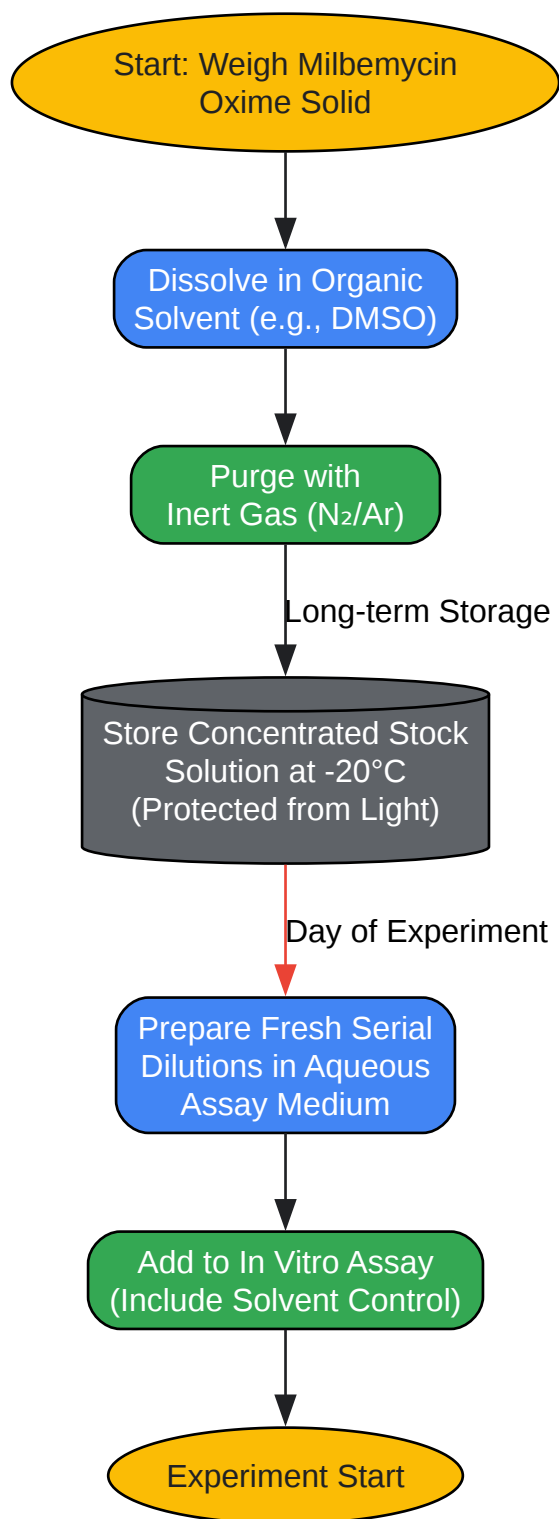 Start: Weigh Milbemycin
Oxime Solid
Dissolve in Organic
Solvent (e.g., DMSO)
Purge with
Inert Gas (N₂/Ar)
Long-term Storage
Store Concentrated Stock
Solution at -20°C
(Protected from Light)
Day of Experiment
Prepare Fresh Serial
Dilutions in Aqueous
Assay Medium
Add to In Vitro Assay
(Include Solvent Control)
Experiment Start